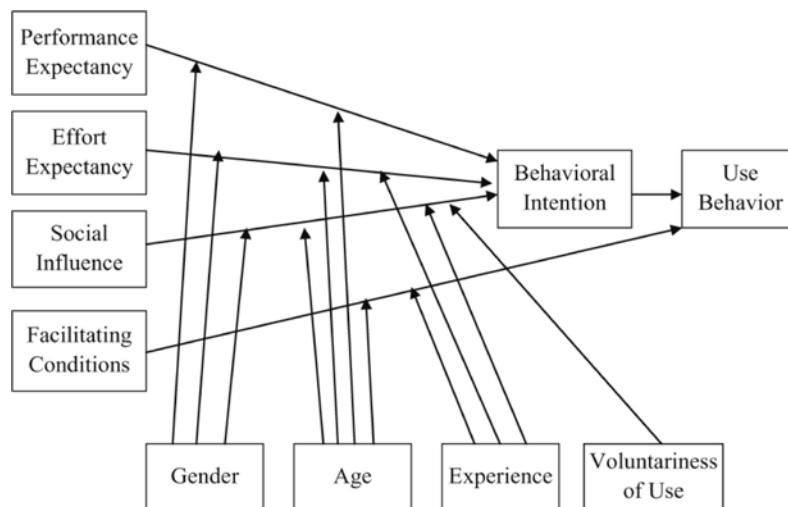 Performance
Expectancy
Effort
Expectancy
Social
Influence
Facilitating
Conditions
Behavioral
Intention
Use
Behavior
Gender
Age
Experience
Voluntariness
of Use